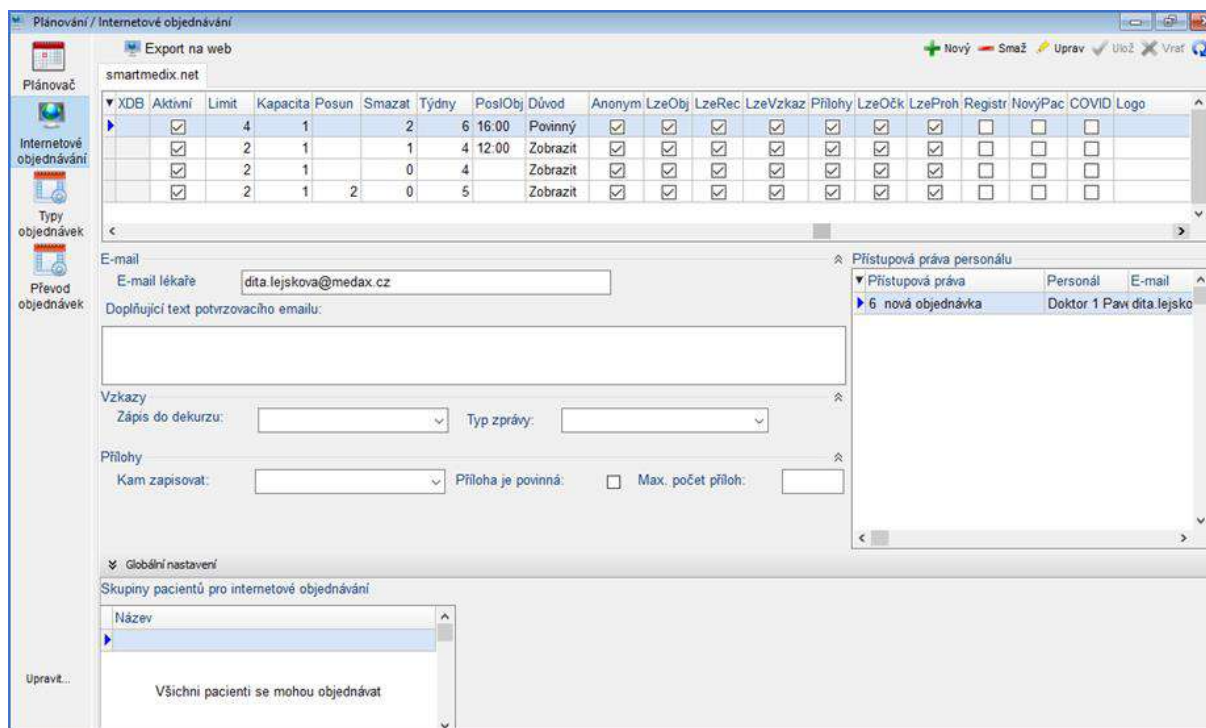 Plánování / Internetové objednávání
Export na web
Nový Smaž Uprav Ulož Vrať
Plánovač
Internetové objednávání
Typy objednávek
Převod objednávek
Upravit...
smartmedix.net
XDB Aktivní Limit Kapacita Posun Smazat Týdny PoslObj Důvod Anonym LzeObj LzeRec LzeVzkaz Přílohy LzeOčk LzeProh Registr NovýPac COVID Logo
4 1 2 6 16:00 Povinný
2 1 1 4 12:00 Zobrazit
2 1 0 4 Zobrazit
2 1 2 0 5 Zobrazit
E-mail
E-mail lékaře dita.lejskova@medax.cz
Doplňující text potvrzovacího emailu:
Vzkazy
Zápis do dekurzu: Typ zprávy:
Přílohy
Kam zapisovat: Příloha je povinná: Max. počet příloh:
Přístupová práva personálu
Přístupová práva Personál E-mail
6 nová objednávka Doktor 1 Pave dita.lejsko
Globální nastavení
Skupiny pacientů pro internetové objednávání
Název
Všichni pacienti se mohou objednávat